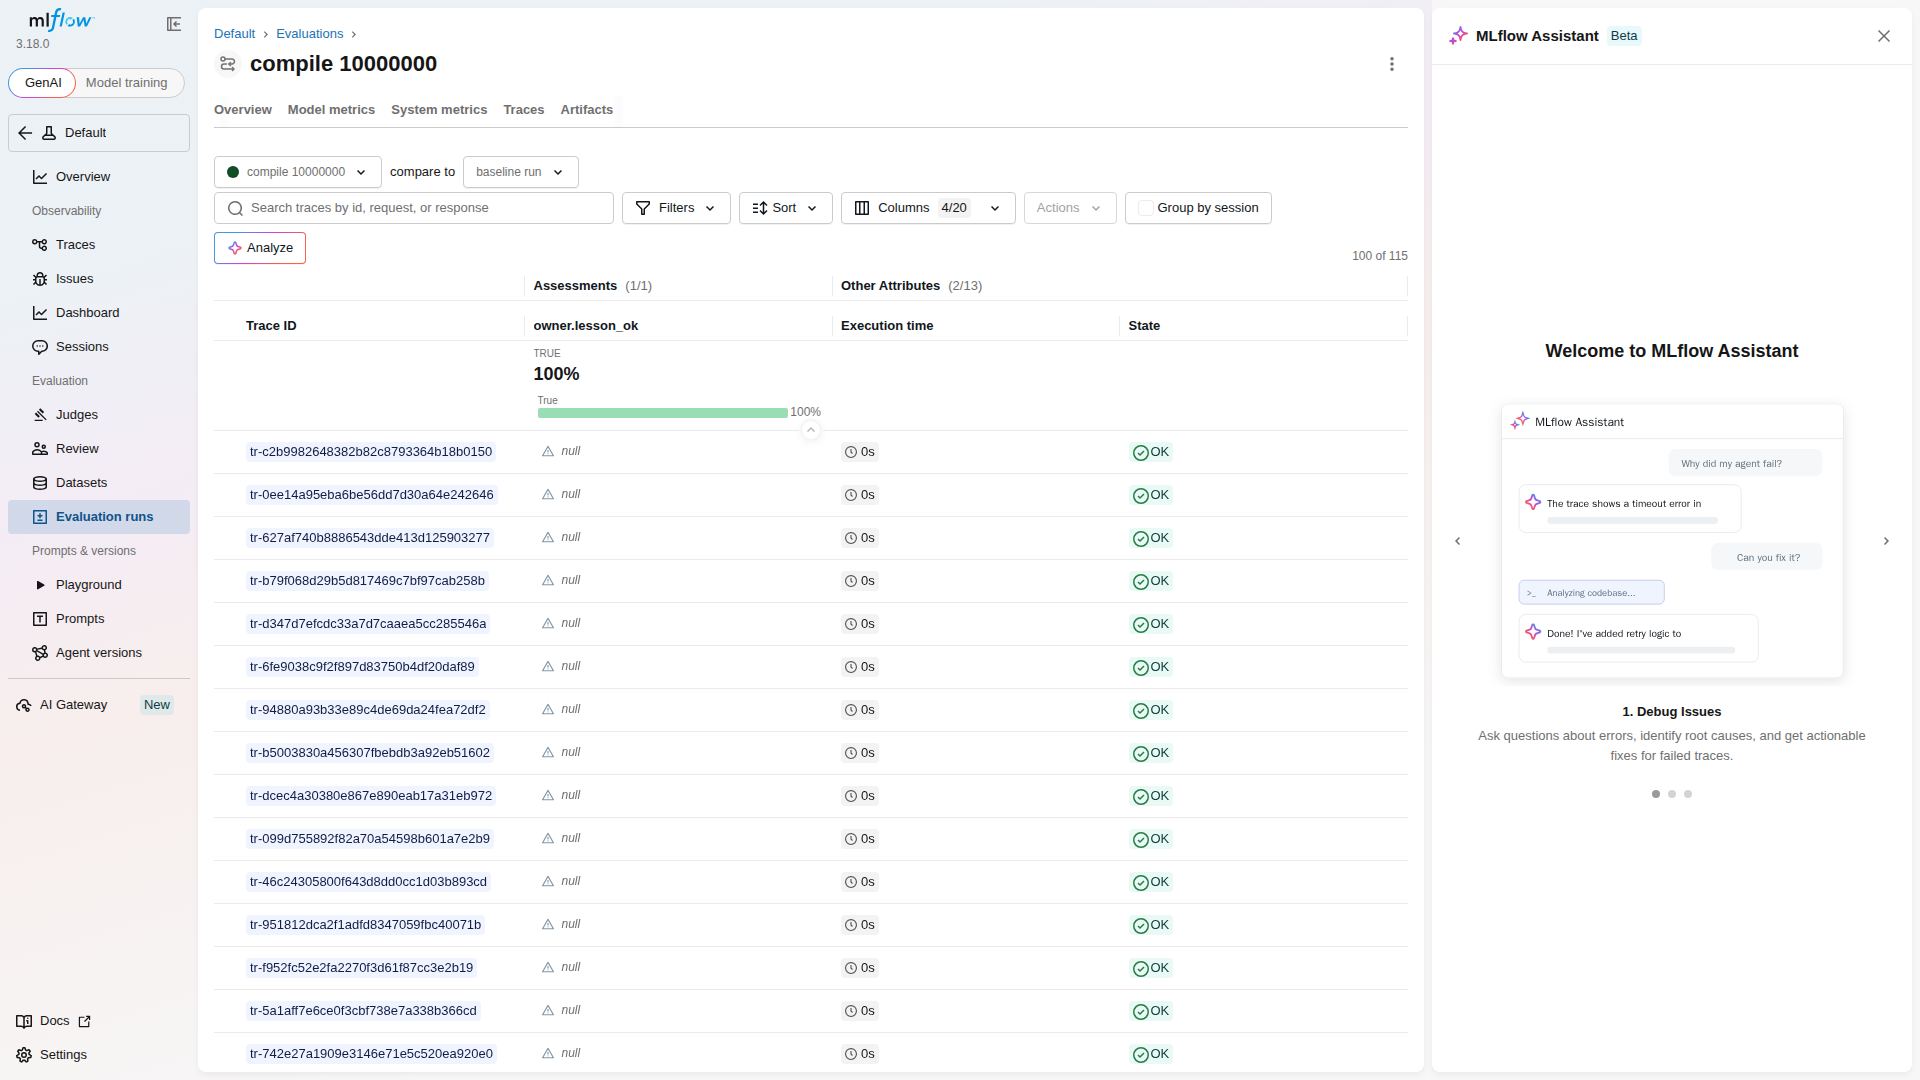 mlflow
3.18.0
GenAI
Model training
Default
Overview
Observability
Traces
Issues
Dashboard
Sessions
Evaluation
Judges
Review
Datasets
Evaluation runs
Prompts & versions
Playground
Prompts
Agent versions
AI Gateway New
Docs
Settings
Default > Evaluations >
compile 10000000
Overview Model metrics System metrics Traces Artifacts
compile 10000000 compare to baseline run
Search traces by id, request, or response Filters Sort Columns 4/20 Actions Group by session
Analyze
100 of 115
Assessments (1/1) Other Attributes (2/13)
Trace ID owner.lesson_ok Execution time State
TRUE
100%
True
100%
tr-c2b9982648382b82c8793364b18b0150 null 0s OK
tr-0ee14a95eba6be56dd7d30a64e242646 null 0s OK
tr-627af740b8886543dde413d125903277 null 0s OK
tr-b79f068d29b5d817469c7bf97cab258b null 0s OK
tr-d347d7efcdc33a7d7caaea5cc285546a null 0s OK
tr-6fe9038c9f2f897d83750b4df20daf89 null 0s OK
tr-94880a93b33e89c4de69da24fea72df2 null 0s OK
tr-b5003830a456307fbebdb3a92eb51602 null 0s OK
tr-dcec4a30380e867e890eab17a31eb972 null 0s OK
tr-099d755892f82a70a54598b601a7e2b9 null 0s OK
tr-46c24305800f643d8dd0cc1d03b893cd null 0s OK
tr-951812dca2f1adfd8347059fbc40071b null 0s OK
tr-f952fc52e2fa2270f3d61f87cc3e2b19 null 0s OK
tr-5a1aff7e6ce0f3cbf738e7a338b366cd null 0s OK
tr-742e27a1909e3146e71e5c520ea920e0 null 0s OK
MLflow Assistant Beta
Welcome to MLflow Assistant
MLflow Assistant
Why did my agent fail?
The trace shows a timeout error in
Can you fix it?
>_ Analyzing codebase...
Done! I've added retry logic to
1. Debug Issues
Ask questions about errors, identify root causes, and get actionable
fixes for failed traces.